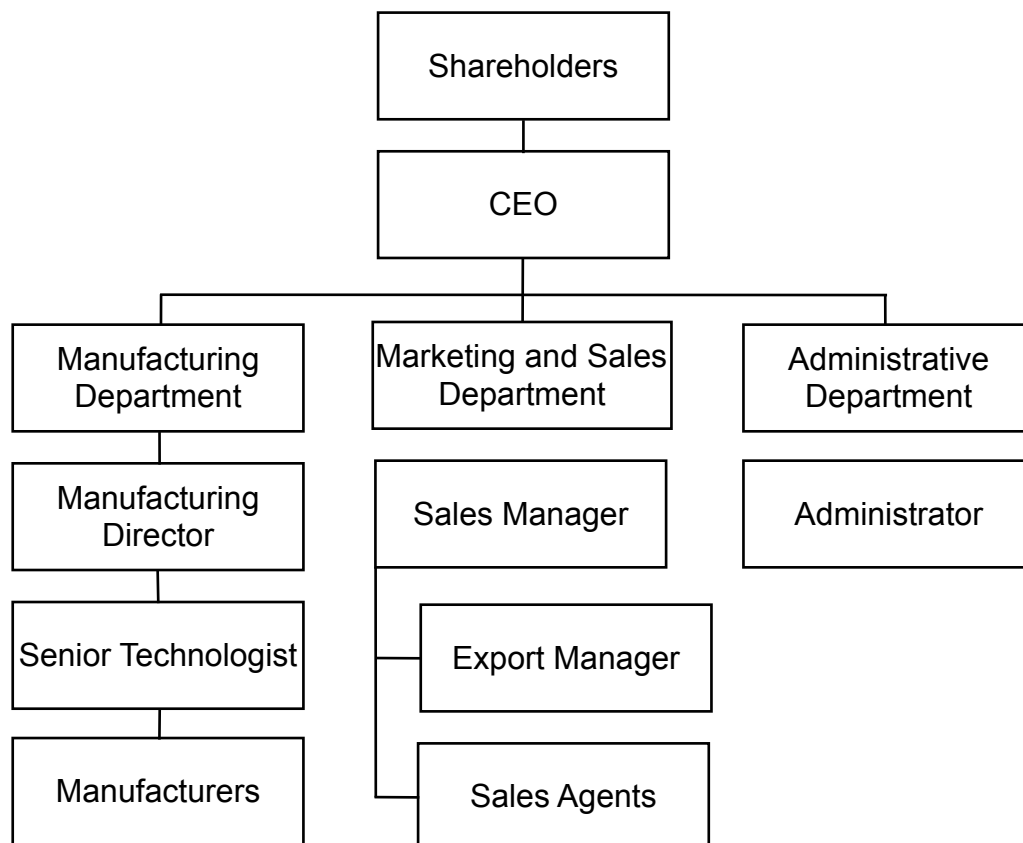 Shareholders
CEO
Manufacturing
Department
Marketing and Sales
Department
Administrative
Department
Manufacturing
Director
Sales Manager
Administrator
Senior Technologist
Export Manager
Manufacturers
Sales Agents